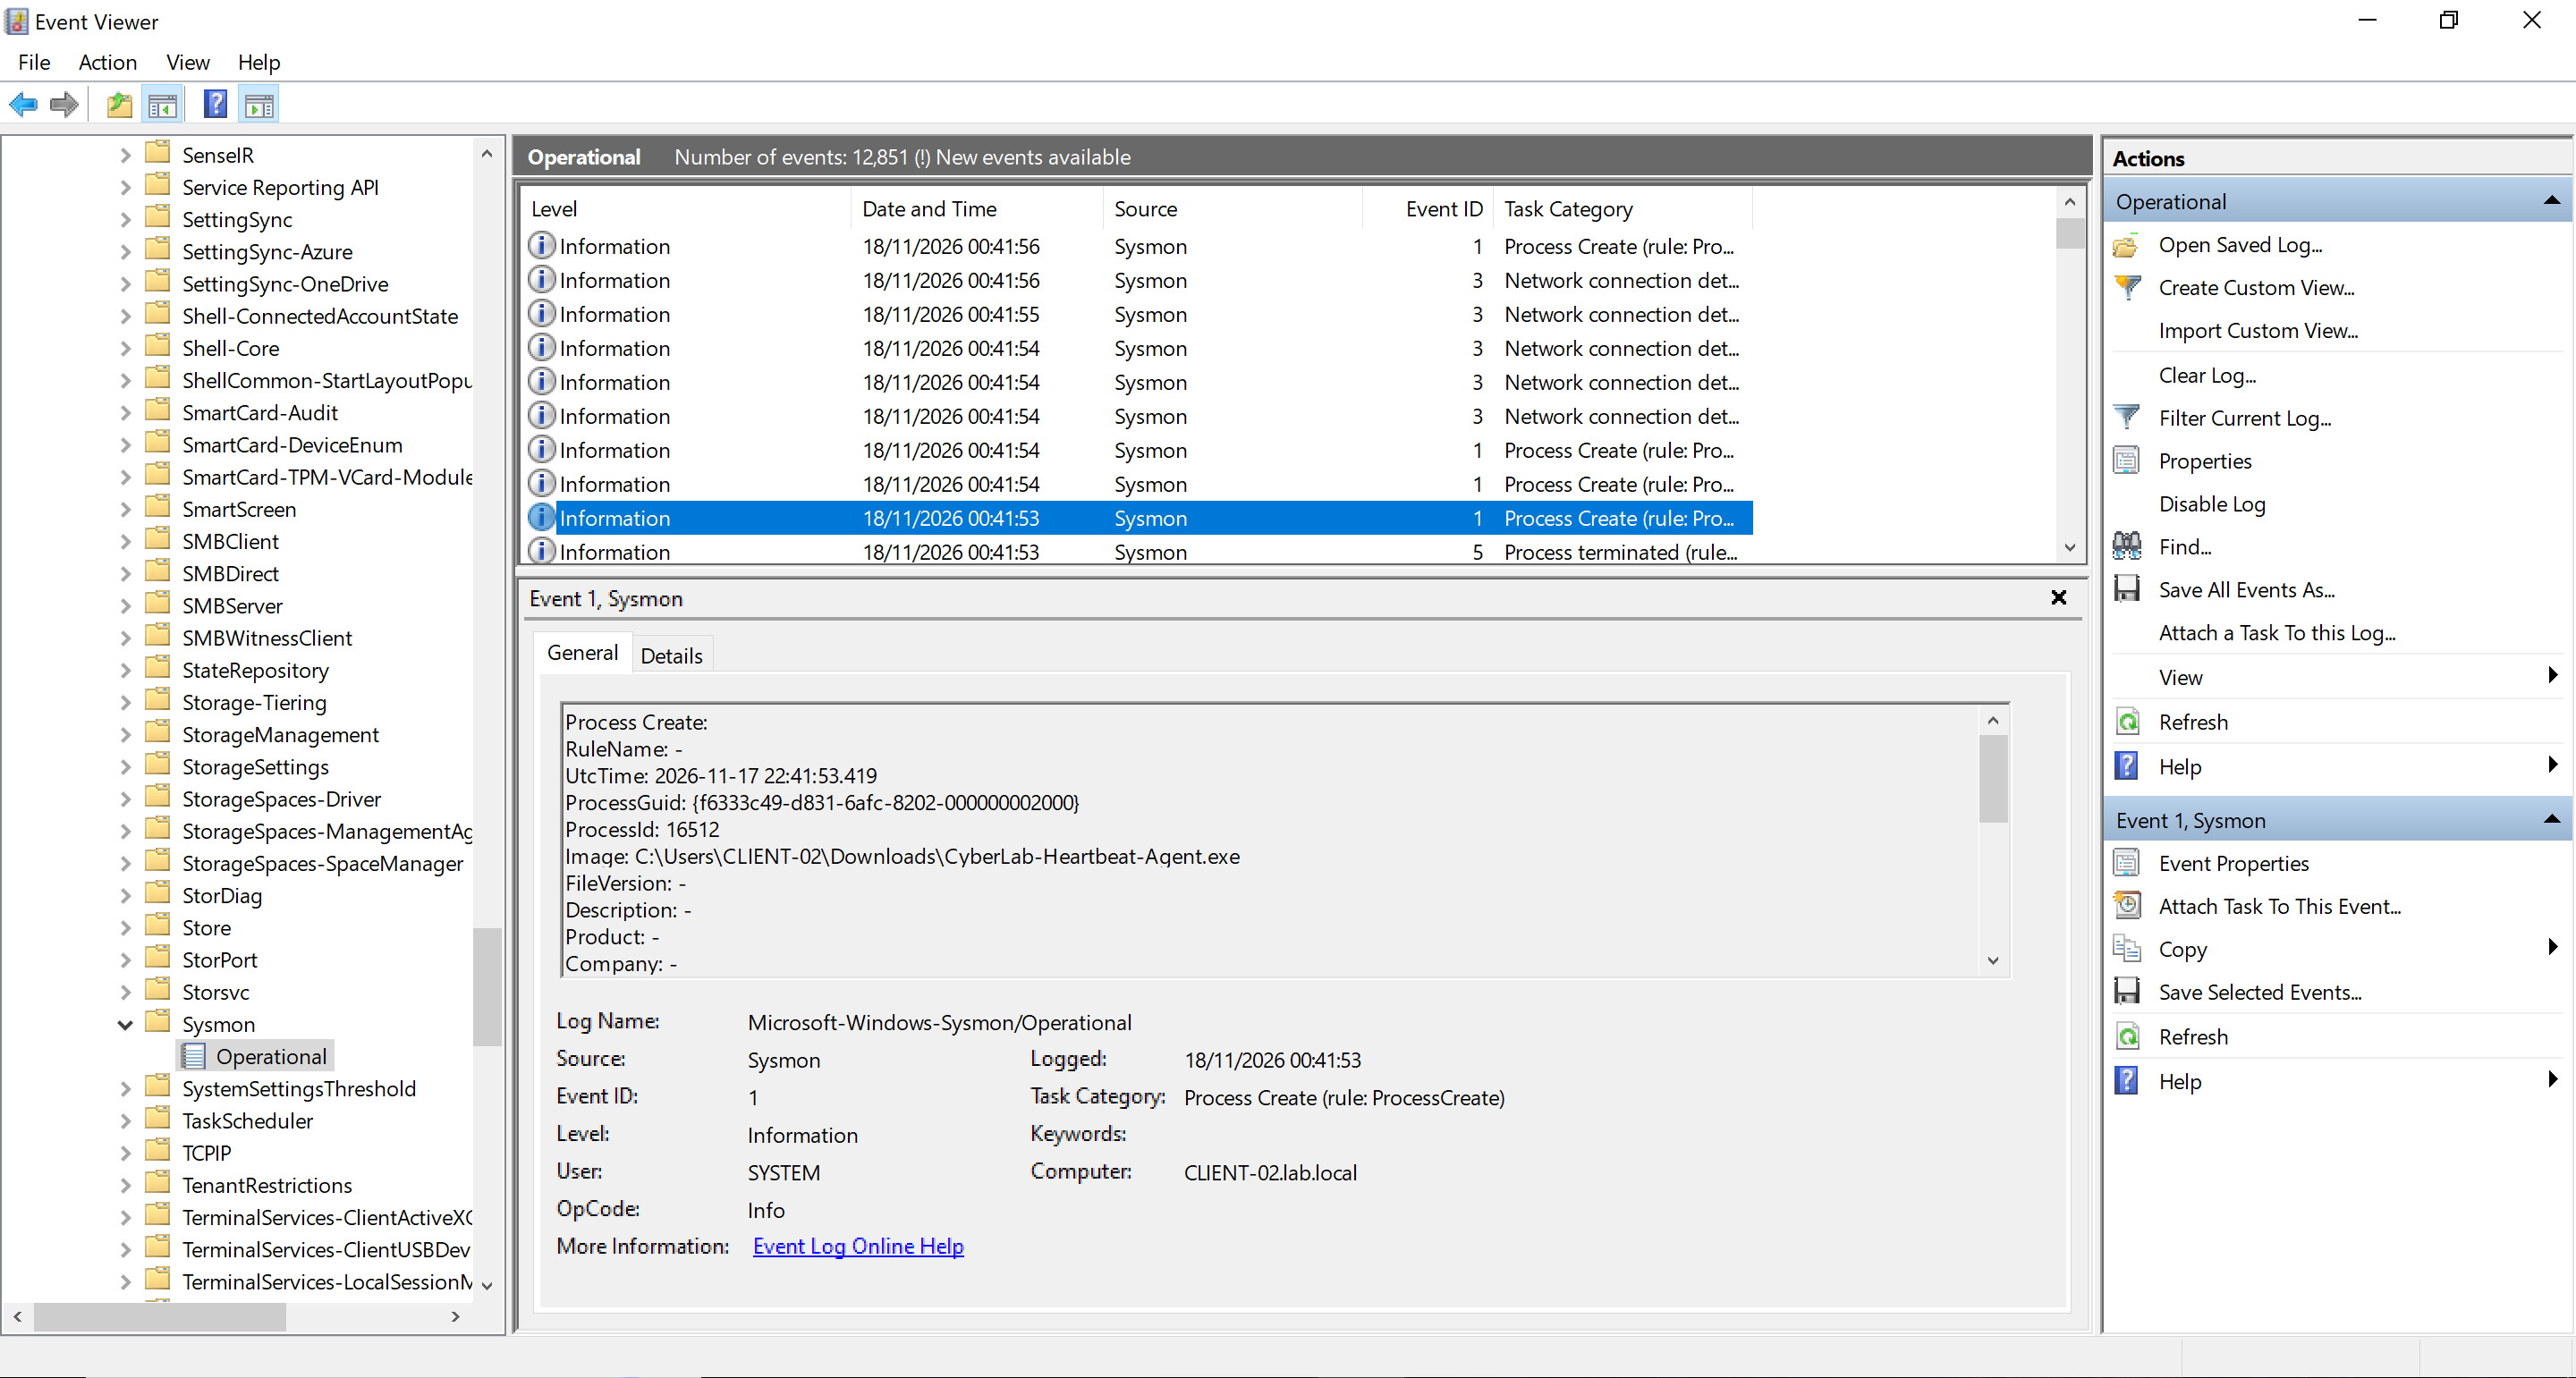 Event Viewer
File Action View Help
SenseIR
Service Reporting API
SettingSync
SettingSync-Azure
SettingSync-OneDrive
Shell-ConnectedAccountState
Shell-Core
ShellCommon-StartLayoutPopu
SmartCard-Audit
SmartCard-DeviceEnum
SmartCard-TPM-VCard-Module
SmartScreen
SMBClient
SMBDirect
SMBServer
SMBWitnessClient
StateRepository
Storage-Tiering
StorageManagement
StorageSettings
StorageSpaces-Driver
StorageSpaces-ManagementAg
StorageSpaces-SpaceManager
StorDiag
Store
StorPort
Storsvc
Sysmon
Operational
SystemSettingsThreshold
TaskScheduler
TCPIP
TenantRestrictions
TerminalServices-ClientActiveX
TerminalServices-ClientUSBDev
TerminalServices-LocalSession
Operational Number of events: 12,851 (!) New events available
Level Date and Time Source Event ID Task Category
Information 18/11/2026 00:41:56 Sysmon 1 Process Create (rule: Pro...
Information 18/11/2026 00:41:56 Sysmon 3 Network connection det...
Information 18/11/2026 00:41:55 Sysmon 3 Network connection det...
Information 18/11/2026 00:41:54 Sysmon 3 Network connection det...
Information 18/11/2026 00:41:54 Sysmon 3 Network connection det...
Information 18/11/2026 00:41:54 Sysmon 3 Network connection det...
Information 18/11/2026 00:41:54 Sysmon 1 Process Create (rule: Pro...
Information 18/11/2026 00:41:54 Sysmon 1 Process Create (rule: Pro...
Information 18/11/2026 00:41:53 Sysmon 1 Process Create (rule: Pro...
Information 18/11/2026 00:41:53 Sysmon 5 Process terminated (rule...
Event 1, Sysmon
General Details
Process Create:
RuleName: -
UtcTime: 2026-11-17 22:41:53.419
ProcessGuid: {f6333c49-d831-6afc-8202-000000002000}
ProcessId: 16512
Image: C:\Users\CLIENT-02\Downloads\CyberLab-Heartbeat-Agent.exe
FileVersion: -
Description: -
Product: -
Company: -
Log Name: Microsoft-Windows-Sysmon/Operational
Source: Sysmon Logged: 18/11/2026 00:41:53
Event ID: 1 Task Category: Process Create (rule: ProcessCreate)
Level: Information Keywords:
User: SYSTEM Computer: CLIENT-02.lab.local
OpCode: Info
More Information: Event Log Online Help
Actions
Operational
Open Saved Log...
Create Custom View...
Import Custom View...
Clear Log...
Filter Current Log...
Properties
Disable Log
Find...
Save All Events As...
Attach a Task To this Log...
View
Refresh
Help
Event 1, Sysmon
Event Properties
Attach Task To This Event...
Copy
Save Selected Events...
Refresh
Help